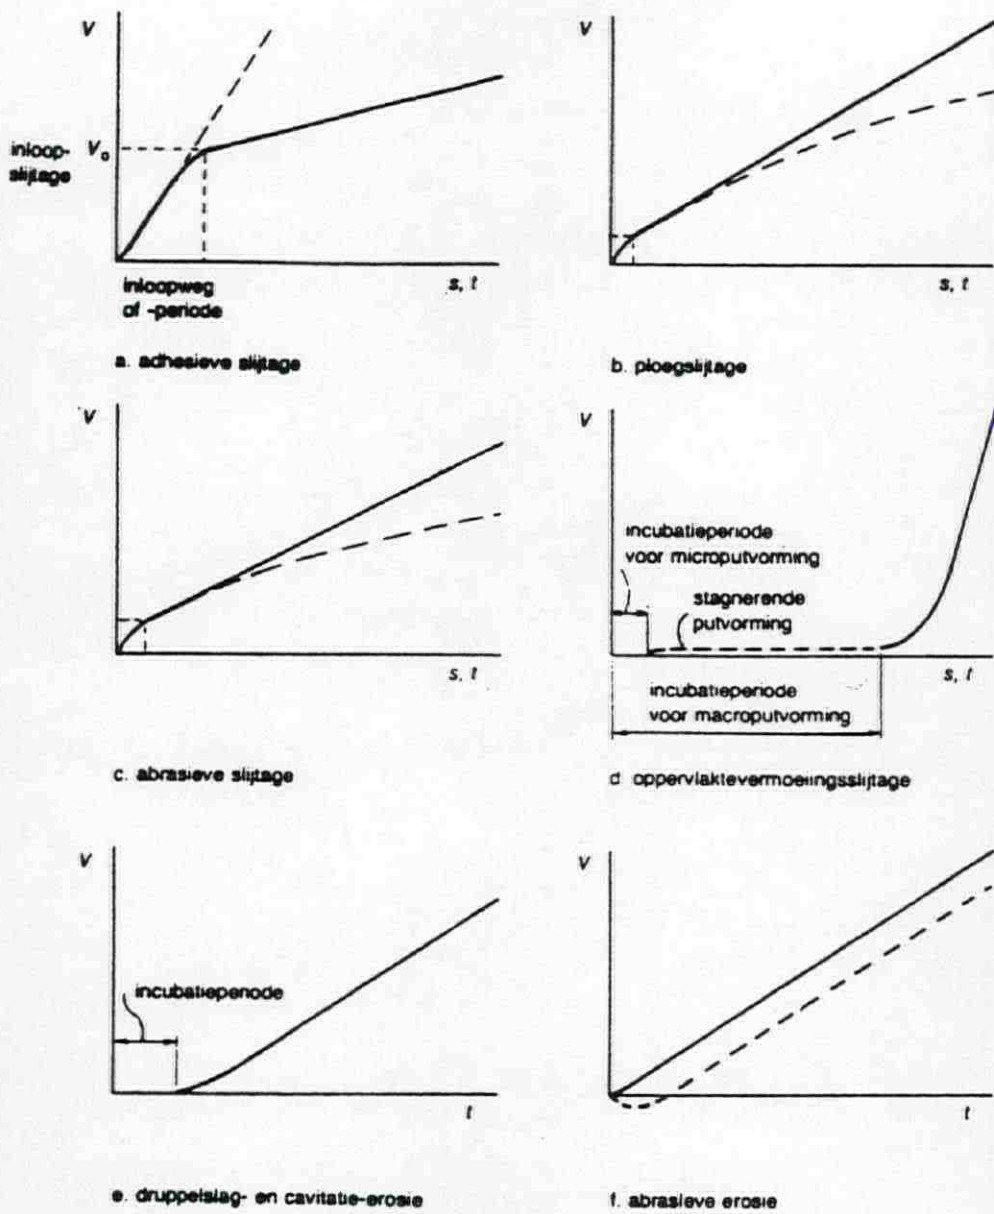 V
inloop-
slijtage
V₀
inloopweg
of -periode
s, t
a. adhesieve slijtage
V
s, t
b. ploegslijtage
V
s, t
c. abrasieve slijtage
V
incubatieperiode
voor microputvorming
stagnerende
putvorming
s, t
incubatieperiode
voor macroputvorming
d. oppervlaktevermoeiingsslijtage
V
incubatieperiode
t
e. druppelslag- en cavitatie-erosie
V
t
f. abrasieve erosie